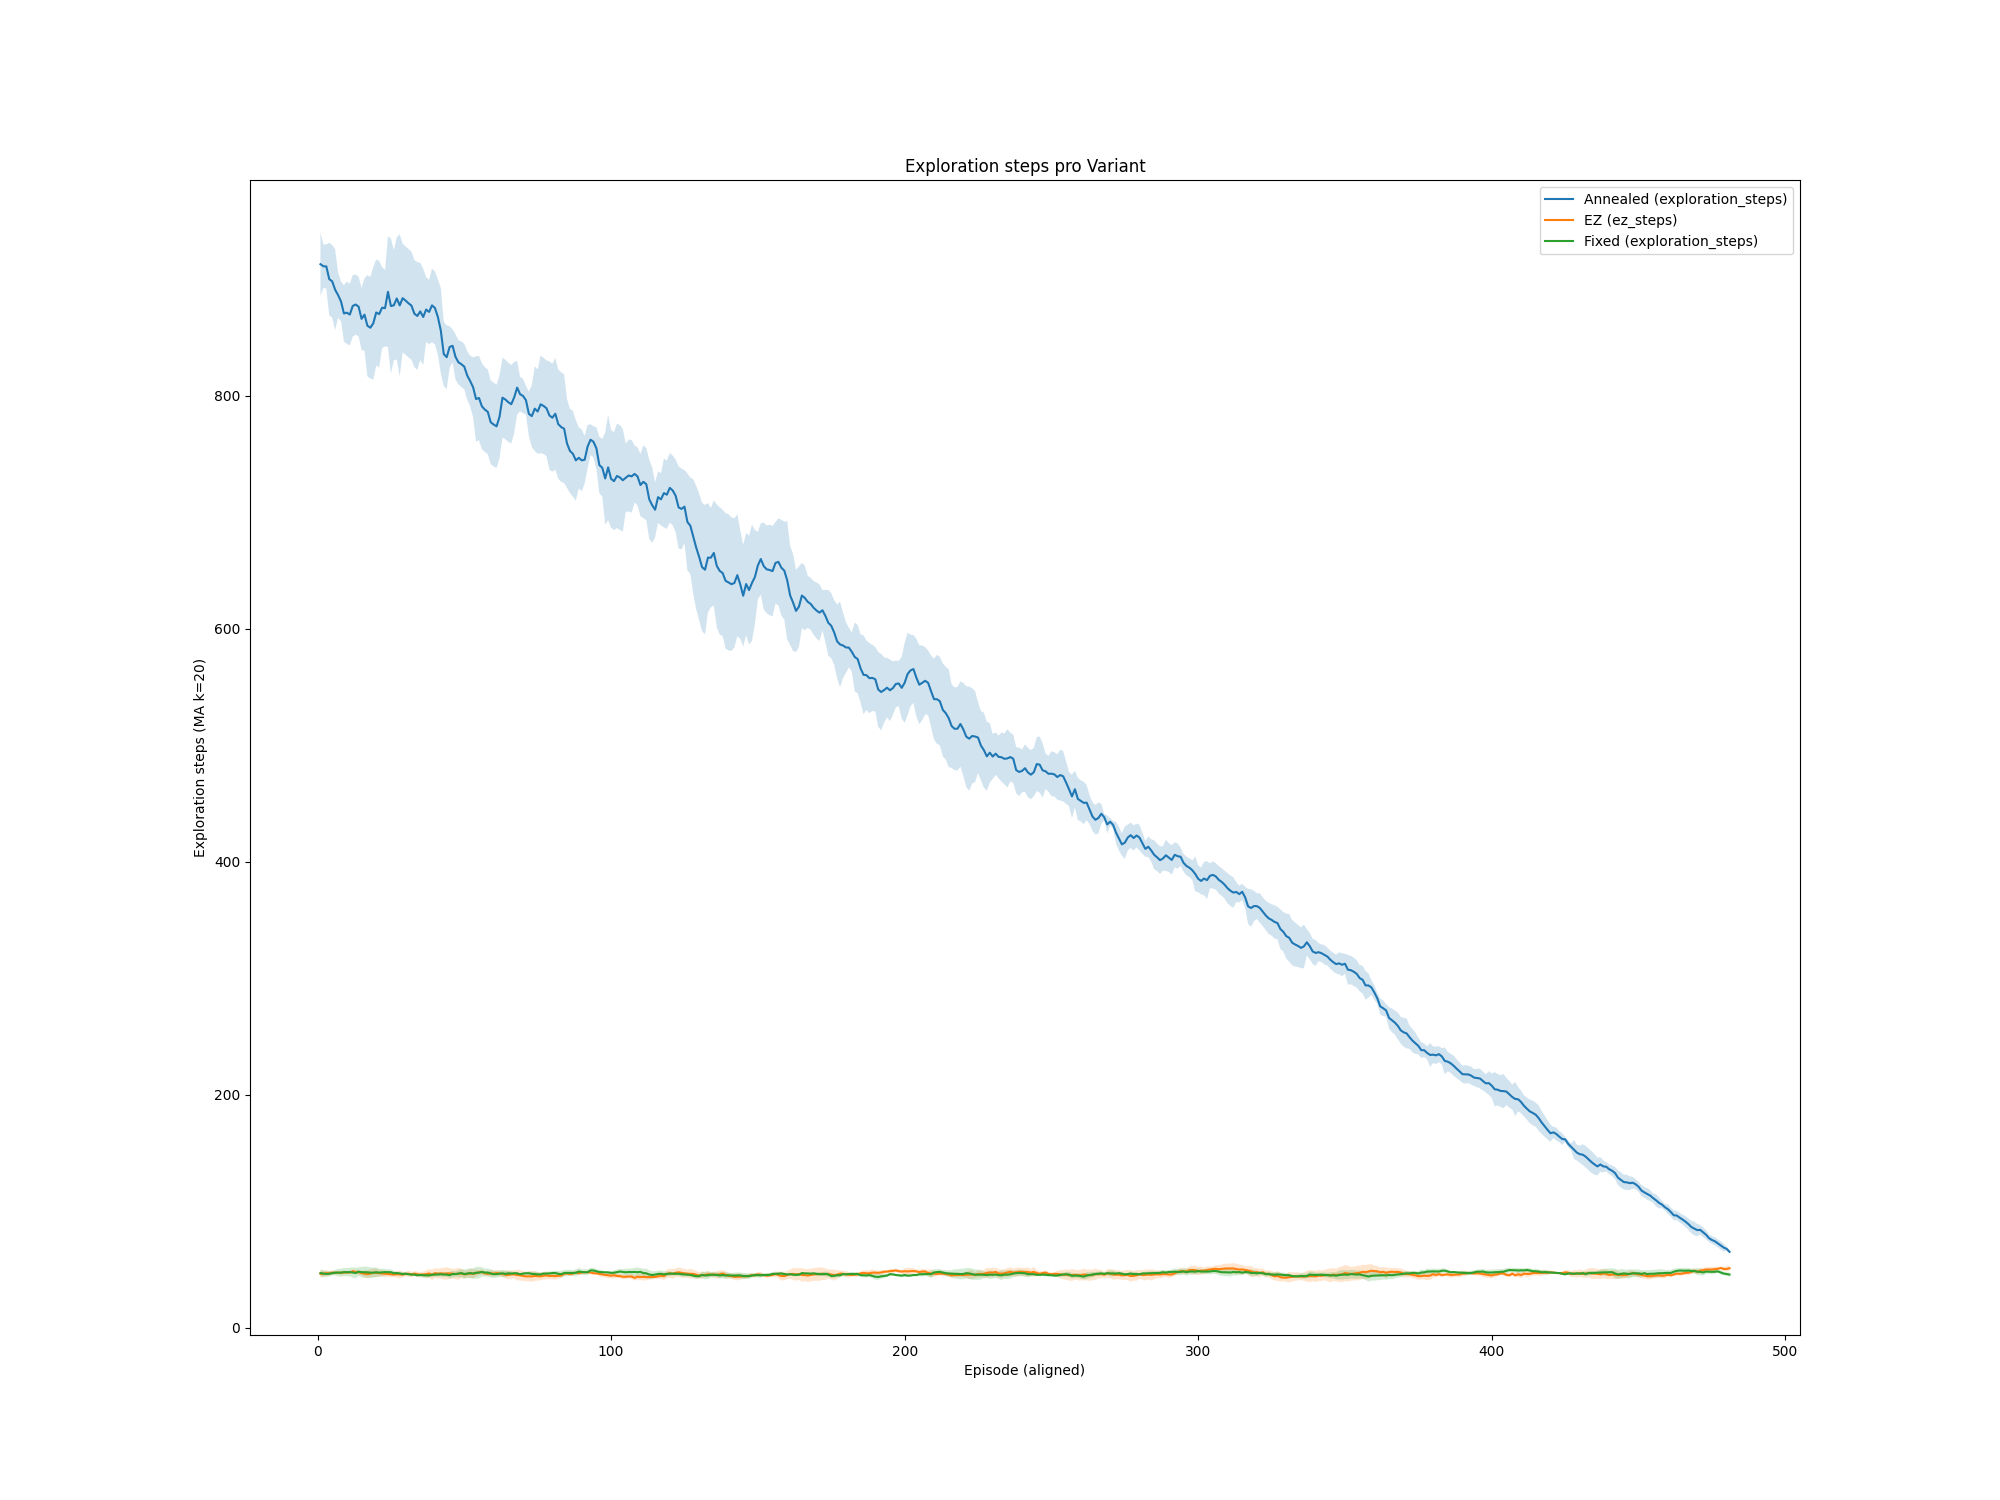 Exploration steps pro Variant
Annealed (exploration_steps)
EZ (ez_steps)
Fixed (exploration_steps)
Exploration steps (MA k=20)
800
600
400
200
0
0 100 200 300 400 500
Episode (aligned)